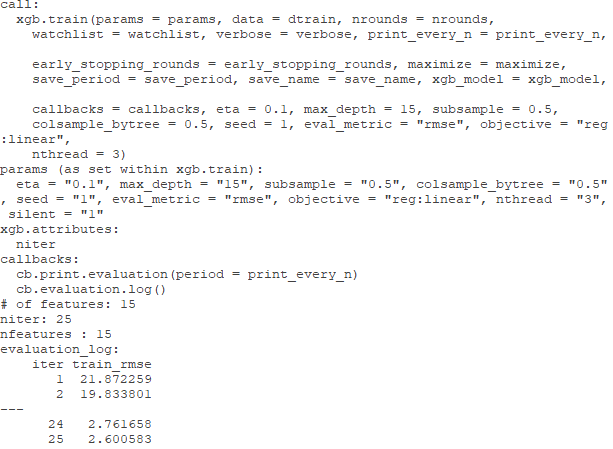 call:
  xgb.train(params = params, data = dtrain, nrounds = nrounds,
    watchlist = watchlist, verbose = verbose, print_every_n = print_every_n,
    early_stopping_rounds = early_stopping_rounds, maximize = maximize,
    save_period = save_period, save_name = save_name, xgb_model = xgb_model,
    callbacks = callbacks, eta = 0.1, max_depth = 15, subsample = 0.5,
    colsample_bytree = 0.5, seed = 1, eval_metric = "rmse", objective = "reg
:linear",
    nthread = 3)
params (as set within xgb.train):
  eta = "0.1", max_depth = "15", subsample = "0.5", colsample_bytree = "0.5"
, seed = "1", eval_metric = "rmse", objective = "reg:linear", nthread = "3",
 silent = "1"
xgb.attributes:
  niter
callbacks:
  cb.print.evaluation(period = print_every_n)
  cb.evaluation.log()
# of features: 15
niter: 25
nfeatures : 15
evaluation_log:
    iter train_rmse
       1  21.872259
       2  19.833801
---
      24   2.761658
      25   2.600583